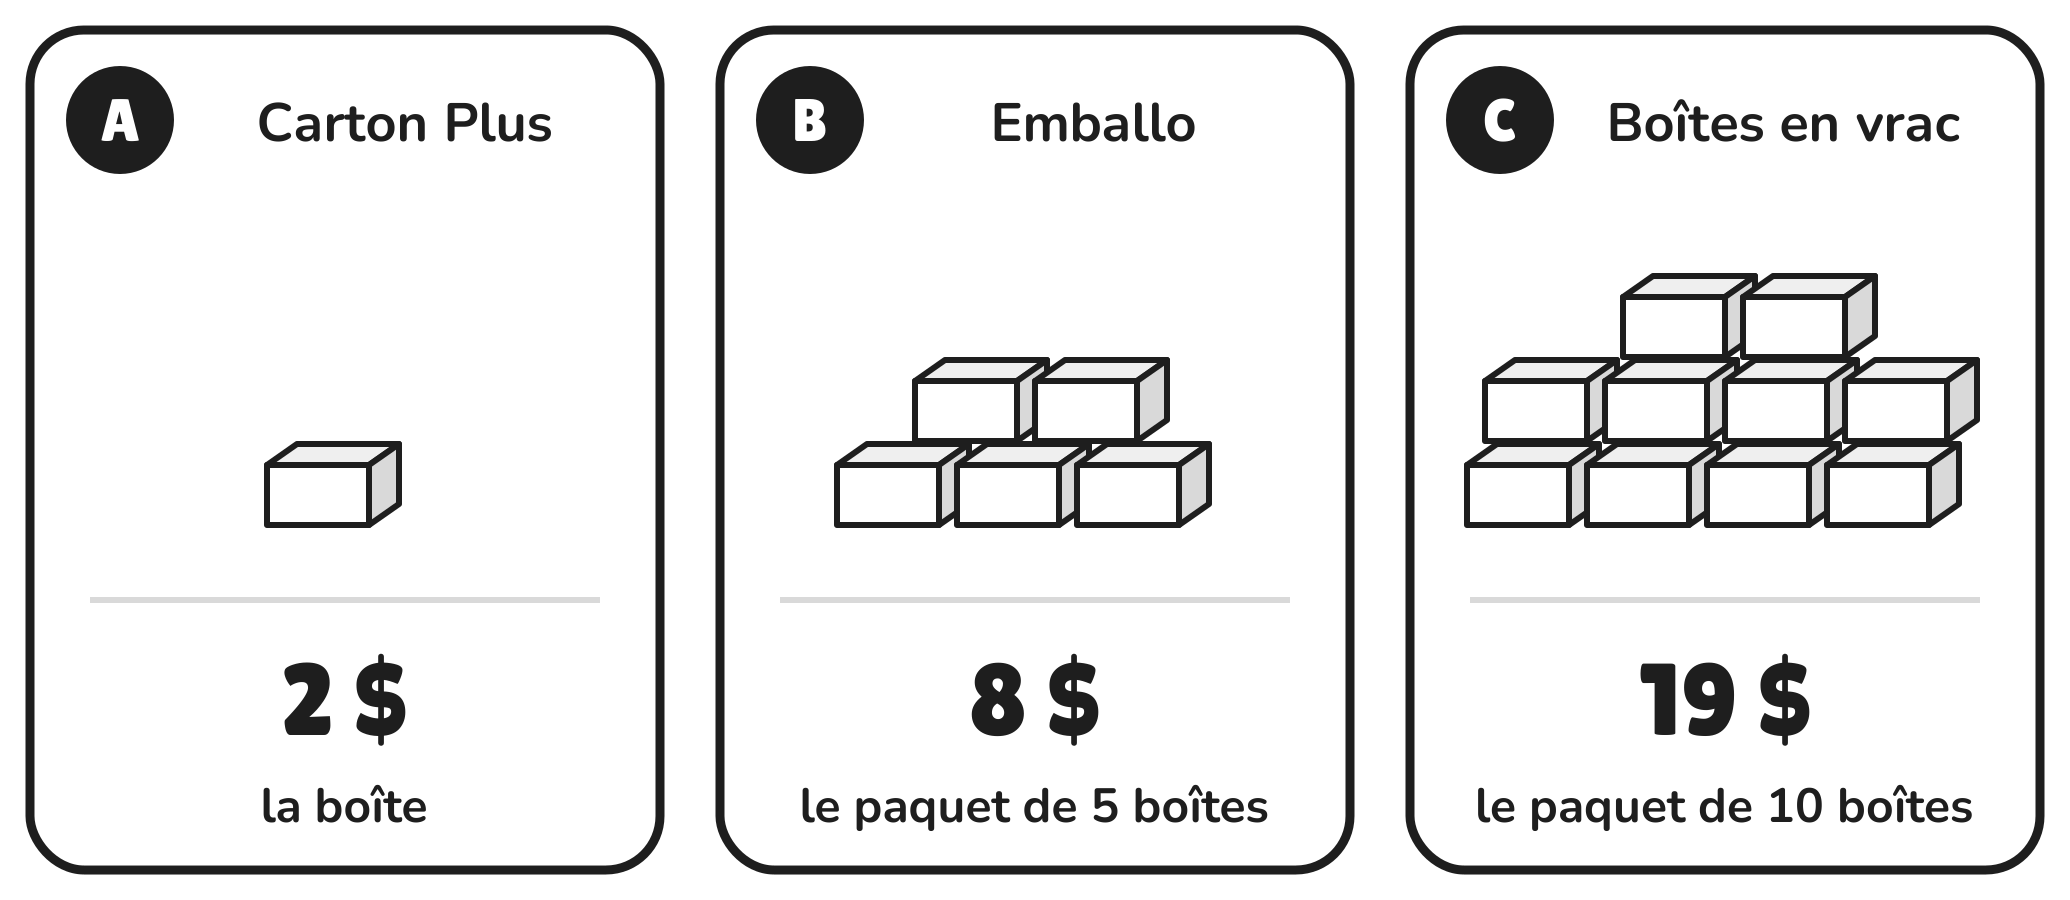 A
Carton Plus
2 $
la boîte
B
Emballo
8 $
le paquet de 5 boîtes
C
Boîtes en vrac
19 $
le paquet de 10 boîtes